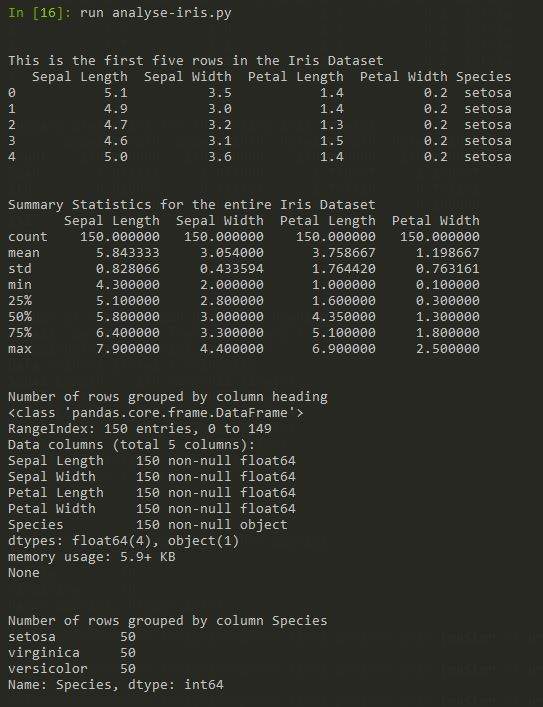 In [16]: run analyse-iris.py
This is the first five rows in the Iris Dataset
   Sepal Length  Sepal Width  Petal Length  Petal Width Species
0           5.1          3.5           1.4          0.2  setosa
1           4.9          3.0           1.4          0.2  setosa
2           4.7          3.2           1.3          0.2  setosa
3           4.6          3.1           1.5          0.2  setosa
4           5.0          3.6           1.4          0.2  setosa
Summary Statistics for the entire Iris Dataset
       Sepal Length  Sepal Width  Petal Length  Petal Width
count    150.000000   150.000000    150.000000   150.000000
mean       5.843333     3.054000      3.758667     1.198667
std        0.828066     0.433594      1.764420     0.763161
min        4.300000     2.000000      1.000000     0.100000
25%        5.100000     2.800000      1.600000     0.300000
50%        5.800000     3.000000      4.350000     1.300000
75%        6.400000     3.300000      5.100000     1.800000
max        7.900000     4.400000      6.900000     2.500000
Number of rows grouped by column heading
<class 'pandas.core.frame.DataFrame'>
RangeIndex: 150 entries, 0 to 149
Data columns (total 5 columns):
Sepal Length    150 non-null float64
Sepal Width     150 non-null float64
Petal Length    150 non-null float64
Petal Width     150 non-null float64
Species         150 non-null object
dtypes: float64(4), object(1)
memory usage: 5.9+ KB
None
Number of rows grouped by column Species
setosa        50
virginica     50
versicolor    50
Name: Species, dtype: int64